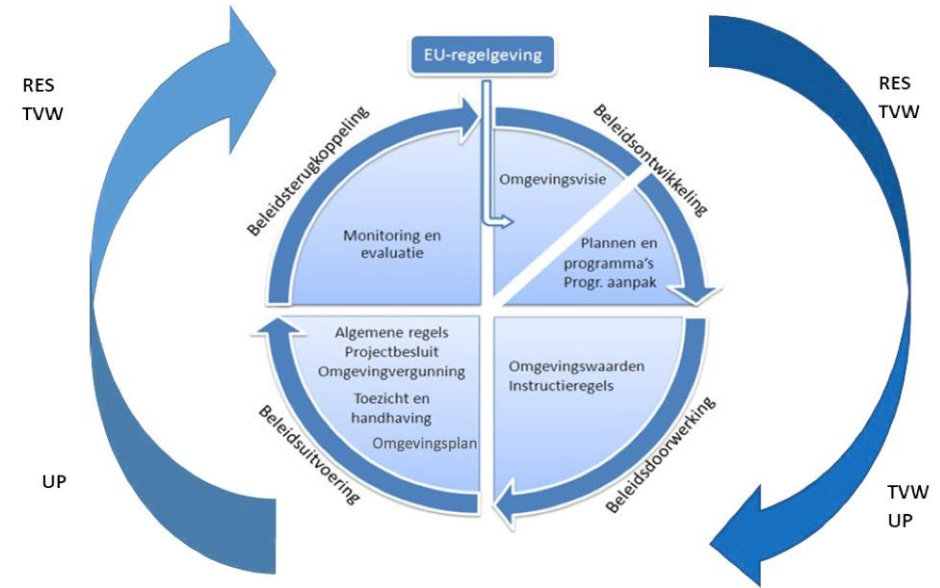 EU-regelgeving
RES
TVW
RES
TVW
Beleidsterugkoppeling
Beleidsontwikkeling
Omgevingsvisie
Monitoring en
evaluatie
Plannen en
programma's
Progr. aanpak
Algemene regels
Projectbesluit
Omgevingvergunning
Toezicht en
handhaving
Omgevingsplan
Omgevingswaarden
Instructieregels
Beleidsuitvoering
Beleidsdoorwerking
UP
TVW
UP